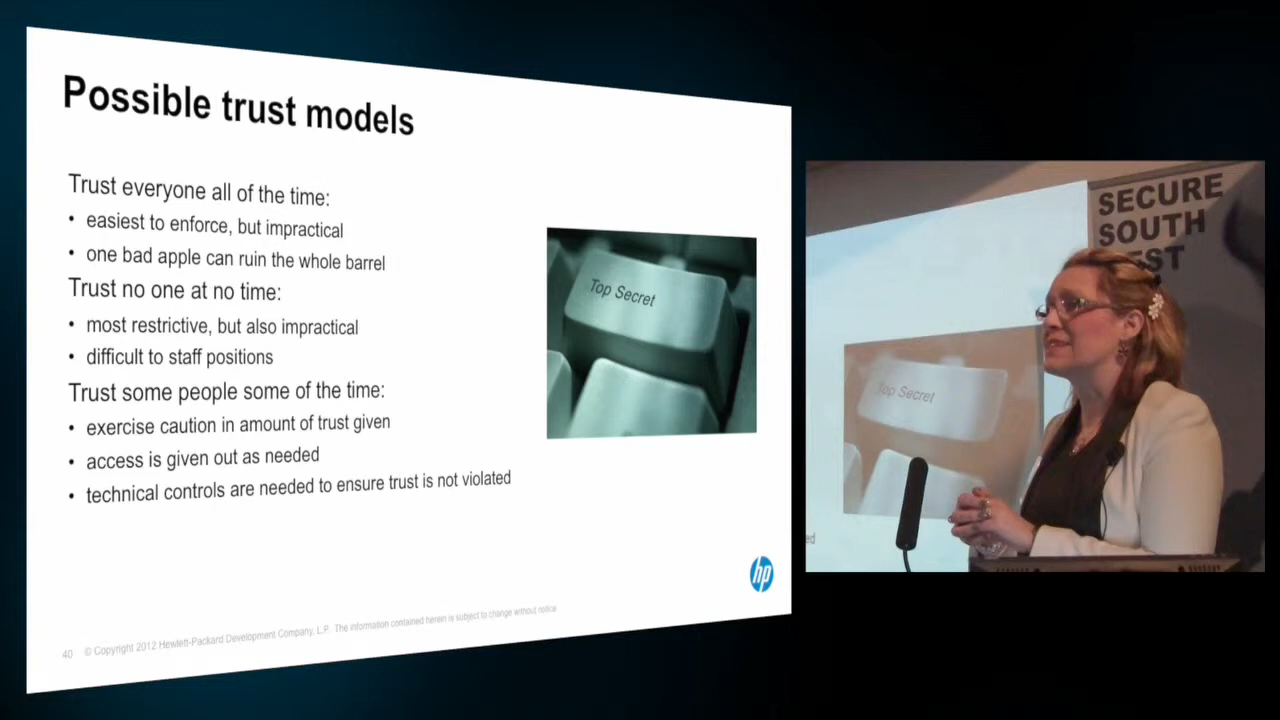 Possible trust models
Trust everyone all of the time:
• easiest to enforce, but impractical
• one bad apple can ruin the whole barrel
Trust no one at no time:
• most restrictive, but also impractical
• difficult to staff positions
Trust some people some of the time:
• exercise caution in amount of trust given
• access is given out as needed
• technical controls are needed to ensure trust is not violated
Top Secret
hp
40 © Copyright 2012 Hewlett-Packard Development Company, L.P. The information contained herein is subject to change without notice
SECURE
SOUTH
Top Secret